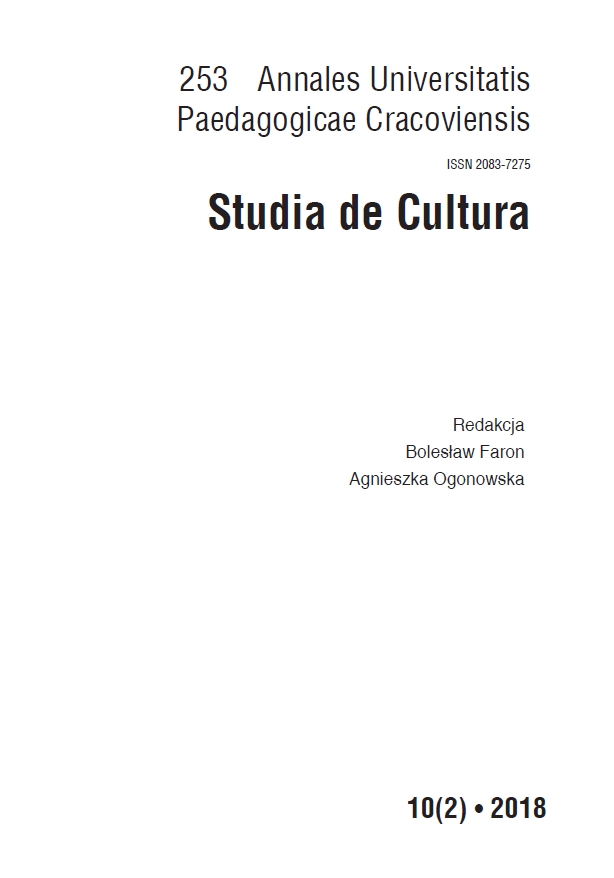 253 Annales Universitatis
Paedagogicae Cracoviensis
ISSN 2083-7275
Studia de Cultura
Redakcja
Bolesław Faron
Agnieszka Ogonowska
10(2) • 2018